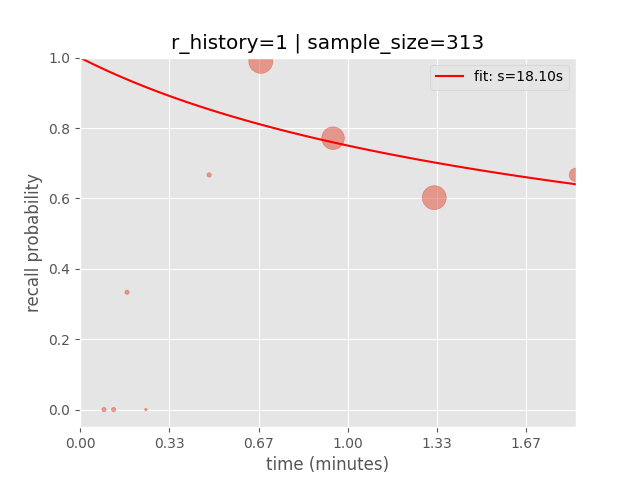 r_history=1 | sample_size=313
fit: s=18.10s
recall probability
1.0
0.8
0.6
0.4
0.2
0.0
0.00 0.33 0.67 1.00 1.33 1.67
time (minutes)